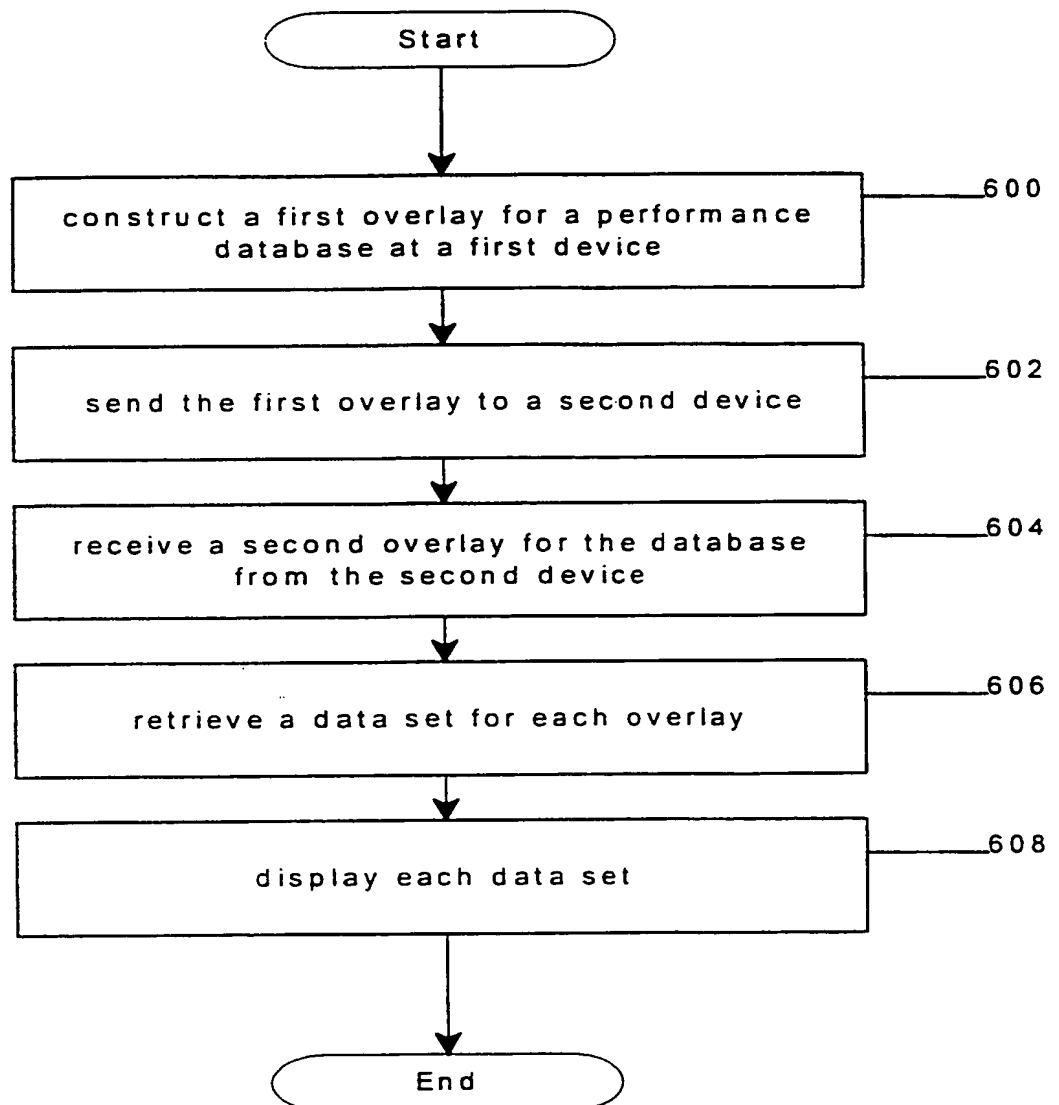 Start
construct a first overlay for a performance
database at a first device
600
send the first overlay to a second device
602
receive a second overlay for the database
from the second device
604
retrieve a data set for each overlay
606
display each data set
608
End